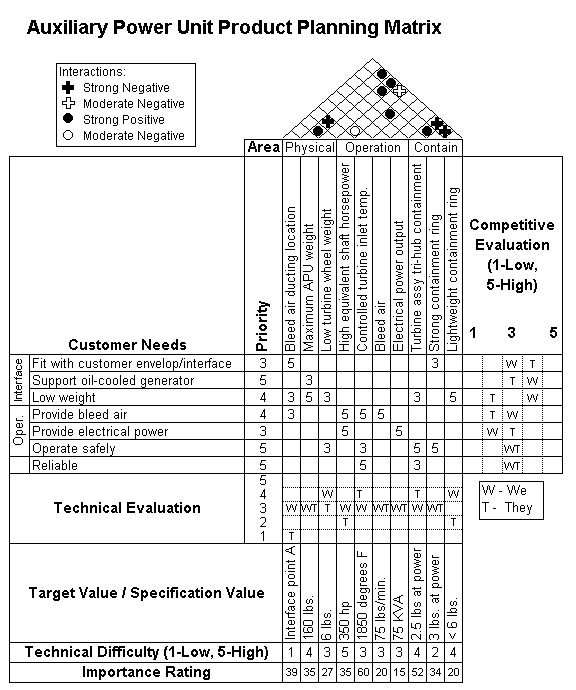 Auxiliary Power Unit Product Planning Matrix
Interactions:
Strong Negative
Moderate Negative
Strong Positive
Moderate Negative
Area Physical Operation Contain
Customer Needs
Priority
Bleed air ducting location
Maximum APU weight
Low turbine wheel weight
High equivalent shaft horsepower
Controlled turbine inlet temp.
Bleed air
Electrical power output
Turbine assy tri-hub containment
Strong containment ring
Lightweight containment ring
Competitive
Evaluation
(1-Low,
5-High)
1 3 5
Interface
Fit with customer envelop/interface 3 5 3 W T
Support oil-cooled generator 5 3 T W
Low weight 4 3 5 3 3 5 T W
Oper.
Provide bleed air 4 3 5 5 5 T W
Provide electrical power 3 5 5 W T
Operate safely 5 3 3 5 5 WT
Reliable 5 5 3 WT
Technical Evaluation
5
4 W T T W
3 W WT T W W WT WT W WT
2 T T
1 T
W - We
T - They
Target Value / Specification Value
Interface point A
160 lbs.
6 lbs.
350 hp
1850 degrees F
75 lbs/min.
75 KVA
2.5 lbs at power
3 lbs. at power
< 6 lbs.
Technical Difficulty (1-Low, 5-High) 1 4 3 5 3 3 3 4 2 4
Importance Rating 39 35 27 35 60 20 15 52 34 20